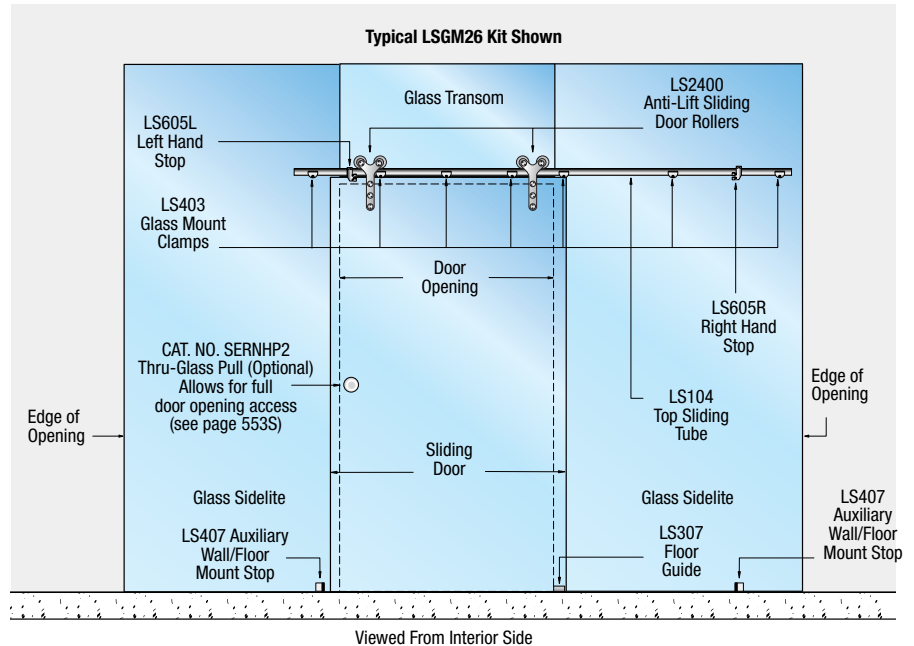 Typical LSGM26 Kit Shown
Glass Transom
LS2400
Anti-Lift Sliding
Door Rollers
LS605L
Left Hand
Stop
LS403
Glass Mount
Clamps
Door
Opening
LS605R
Right Hand
Stop
CAT. NO. SERNHP2
Thru-Glass Pull (Optional)
Allows for full
door opening access
(see page 553S)
LS104
Top Sliding
Tube
Edge of
Opening
Edge of
Opening
Sliding
Door
Glass Sidelite
Glass Sidelite
LS407 Auxiliary
Wall/Floor
Mount Stop
LS307
Floor
Guide
LS407
Auxiliary
Wall/Floor
Mount Stop
Viewed From Interior Side